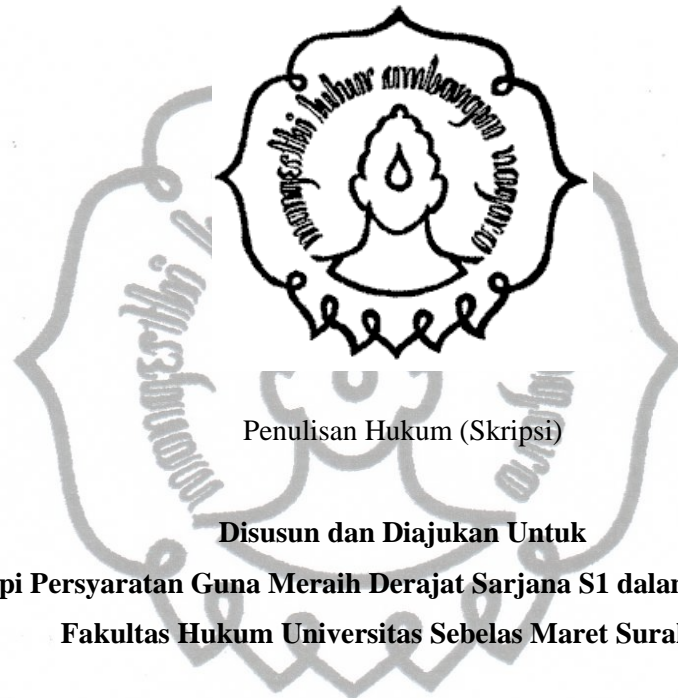 mangesthi luhur ambangun nagara
Penulisan Hukum (Skripsi)
Disusun dan Diajukan Untuk
pi Persyaratan Guna Meraih Derajat Sarjana S1 dalam
Fakultas Hukum Universitas Sebelas Maret Sura